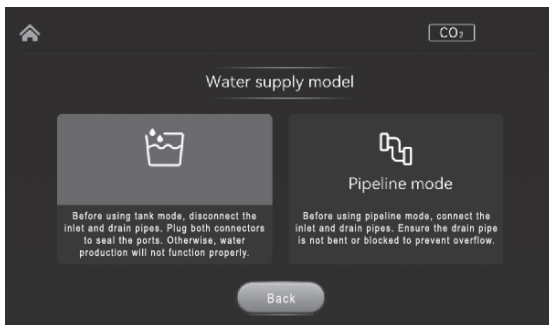 CO₂
Water supply model
Pipeline mode
Before using tank mode, disconnect the
inlet and drain pipes. Plug both connectors
to seal the ports. Otherwise, water
production will not function properly.
Before using pipeline mode, connect the
inlet and drain pipes. Ensure the drain pipe
is not bent or blocked to prevent overflow.
Back